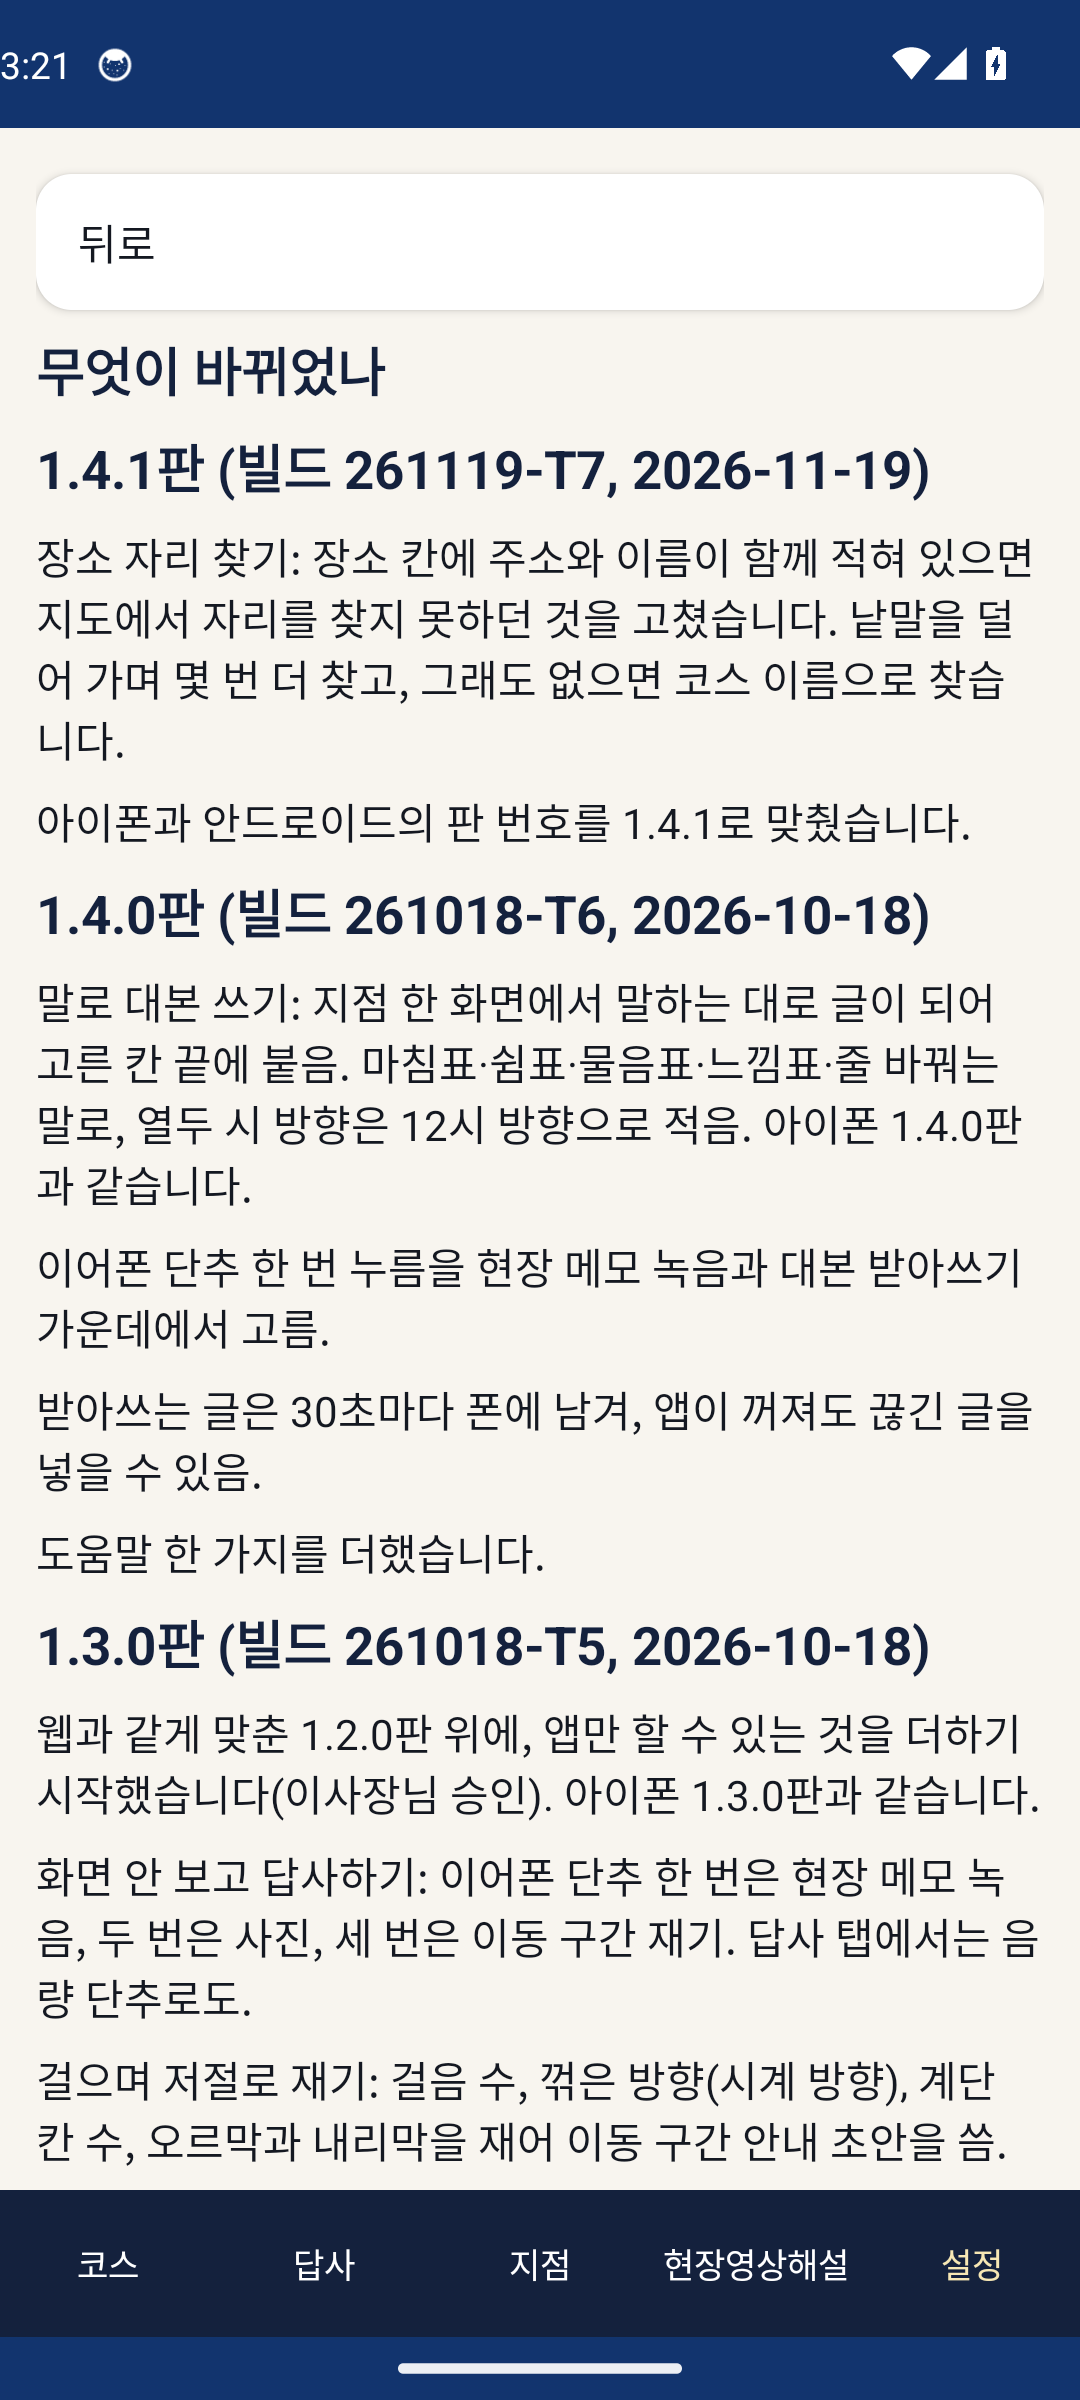 3:21
뒤로
무엇이 바뀌었나
1.4.1판 (빌드 261119-T7, 2026-11-19)
장소 자리 찾기: 장소 칸에 주소와 이름이 함께 적혀 있으면
지도에서 자리를 찾지 못하던 것을 고쳤습니다. 낱말을 덜
어 가며 몇 번 더 찾고, 그래도 없으면 코스 이름으로 찾습
니다.
아이폰과 안드로이드의 판 번호를 1.4.1로 맞췄습니다.
1.4.0판 (빌드 261018-T6, 2026-10-18)
말로 대본 쓰기: 지점 한 화면에서 말하는 대로 글이 되어
고른 칸 끝에 붙음. 마침표·쉼표·물음표·느낌표·줄 바꿔는
말로, 열두 시 방향은 12시 방향으로 적음. 아이폰 1.4.0판
과 같습니다.
이어폰 단추 한 번 누름을 현장 메모 녹음과 대본 받아쓰기
가운데에서 고름.
받아쓰는 글은 30초마다 폰에 남겨, 앱이 꺼져도 끊긴 글을
넣을 수 있음.
도움말 한 가지를 더했습니다.
1.3.0판 (빌드 261018-T5, 2026-10-18)
웹과 같게 맞춘 1.2.0판 위에, 앱만 할 수 있는 것을 더하기
시작했습니다(이사장님 승인). 아이폰 1.3.0판과 같습니다.
화면 안 보고 답사하기: 이어폰 단추 한 번은 현장 메모 녹
음, 두 번은 사진, 세 번은 이동 구간 재기. 답사 탭에서는 음
량 단추로도.
걸으며 저절로 재기: 걸음 수, 꺾은 방향(시계 방향), 계단
칸 수, 오르막과 내리막을 재어 이동 구간 안내 초안을 씀.
코스
답사
지점
현장영상해설
설정